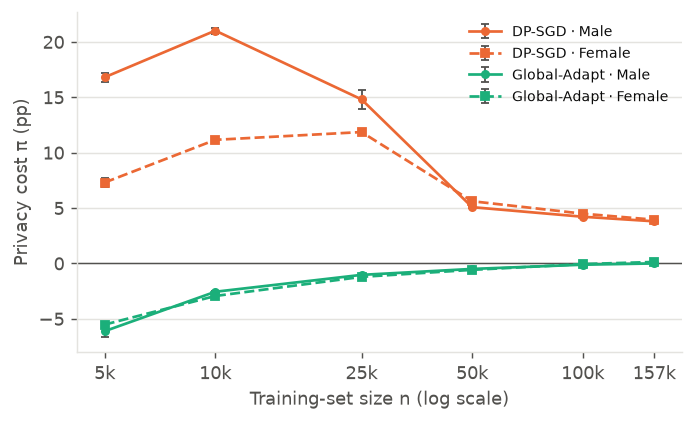 DP-SGD · Male
DP-SGD · Female
Global-Adapt · Male
Global-Adapt · Female
Privacy cost π (pp)
20
15
10
5
0
−5
5k
10k
25k
50k
100k
157k
Training-set size n (log scale)